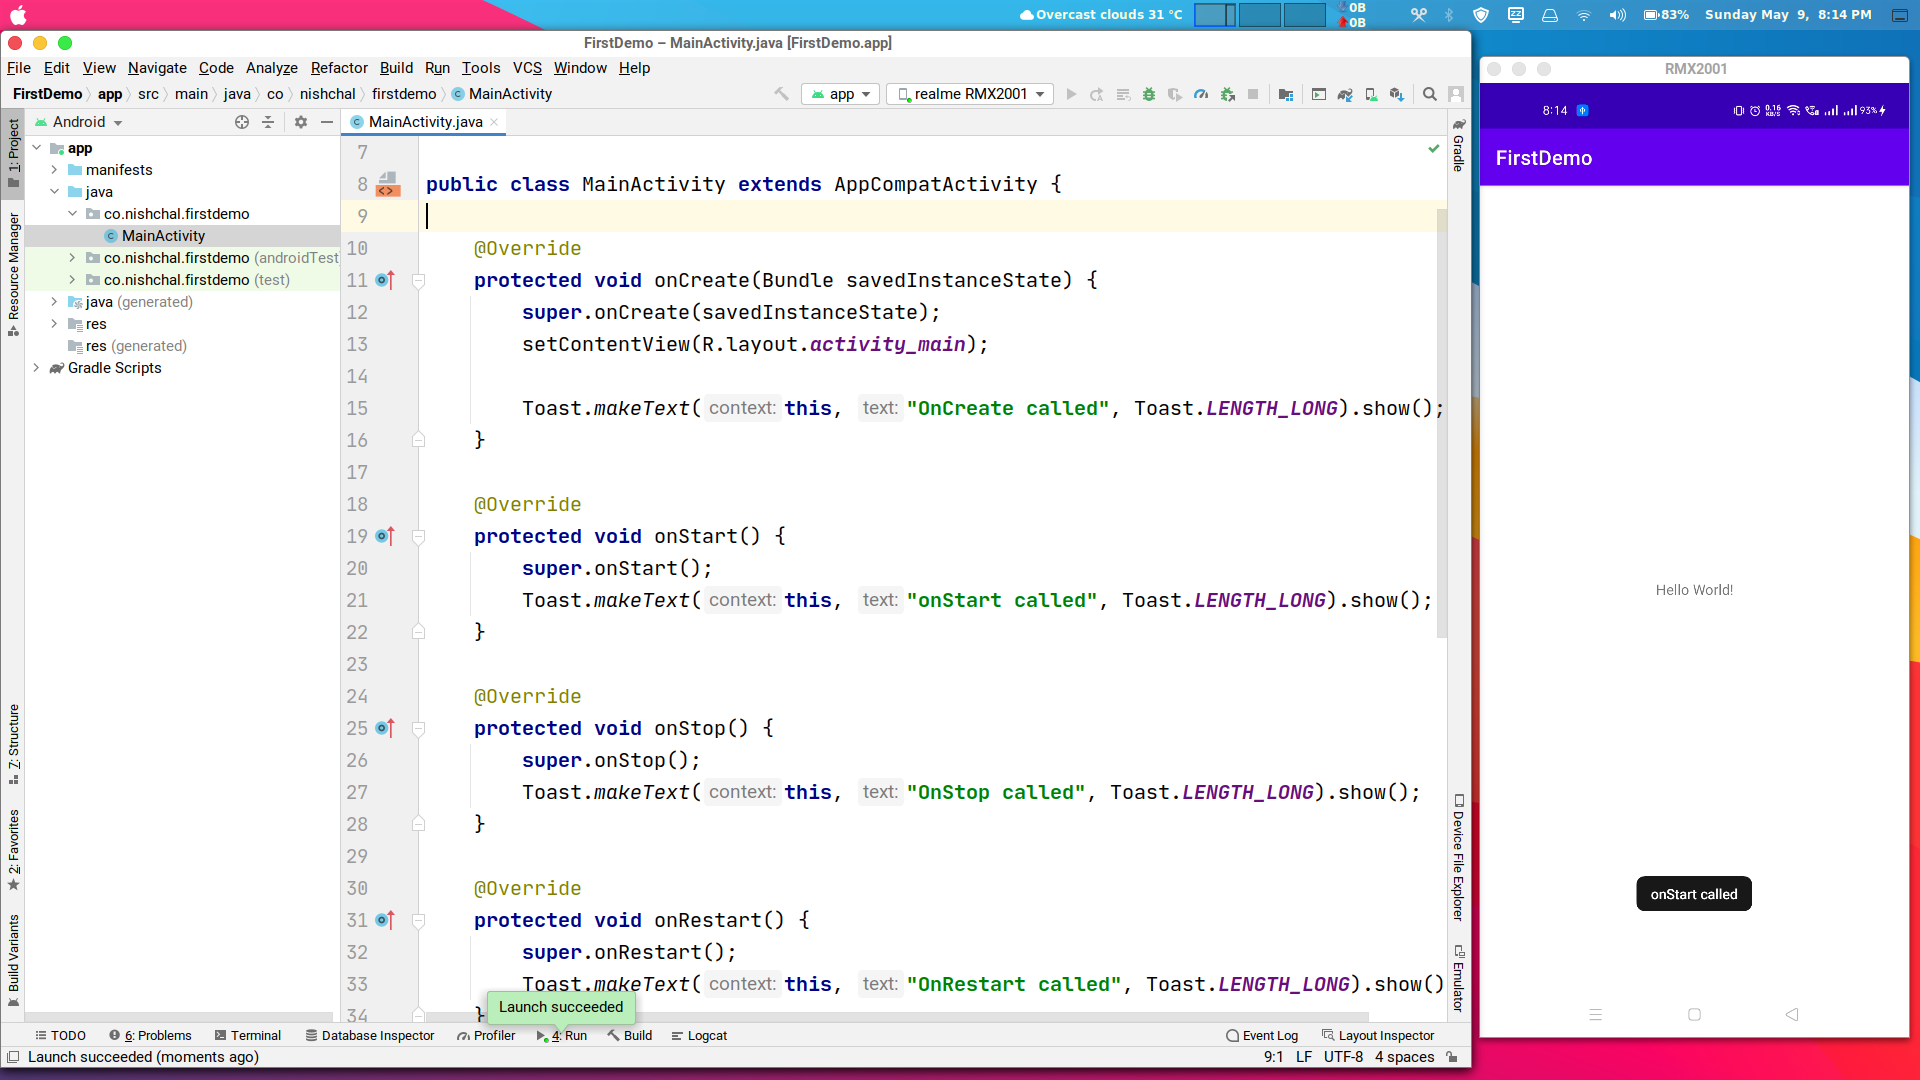 Overcast clouds 31 °C
0B
0B
83%
Sunday May 9, 8:14 PM
FirstDemo – MainActivity.java [FirstDemo.app]
File Edit View Navigate Code Analyze Refactor Build Run Tools VCS Window Help
FirstDemo app src main java co nishchal firstdemo MainActivity
app
realme RMX2001
1: Project
Resource Manager
7: Structure
2: Favorites
Build Variants
Android
app
manifests
java
co.nishchal.firstdemo
MainActivity
co.nishchal.firstdemo (androidTest
co.nishchal.firstdemo (test)
java (generated)
res
res (generated)
Gradle Scripts
MainActivity.java
7
8 public class MainActivity extends AppCompatActivity {
9
10 @Override
11 protected void onCreate(Bundle savedInstanceState) {
12 super.onCreate(savedInstanceState);
13 setContentView(R.layout.activity_main);
14
15 Toast.makeText( context: this, text: "OnCreate called", Toast.LENGTH_LONG).show();
16 }
17
18 @Override
19 protected void onStart() {
20 super.onStart();
21 Toast.makeText( context: this, text: "onStart called", Toast.LENGTH_LONG).show();
22 }
23
24 @Override
25 protected void onStop() {
26 super.onStop();
27 Toast.makeText( context: this, text: "OnStop called", Toast.LENGTH_LONG).show();
28 }
29
30 @Override
31 protected void onRestart() {
32 super.onRestart();
33 Toast.makeText( context: this, text: "OnRestart called", Toast.LENGTH_LONG).show()
34 }
Launch succeeded
Gradle
Device File Explorer
Emulator
TODO 6: Problems Terminal Database Inspector Profiler 4: Run Build Logcat Event Log Layout Inspector
Launch succeeded (moments ago)
9:1 LF UTF-8 4 spaces
RMX2001
8:14
0.16 KB/S
93%
FirstDemo
Hello World!
onStart called